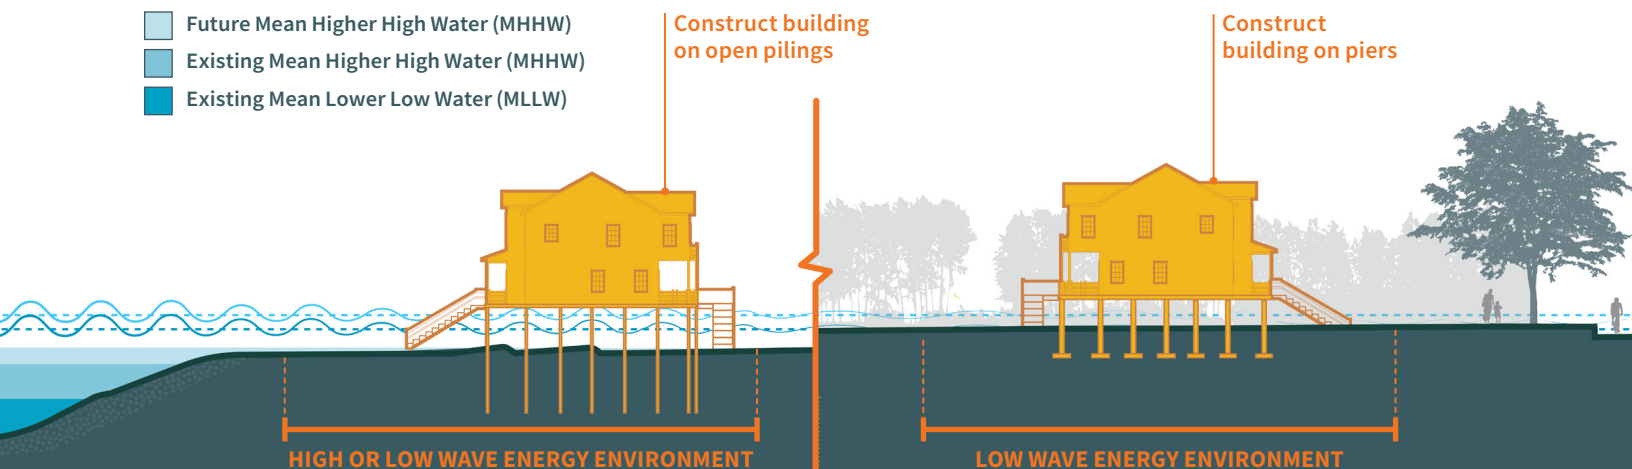 Future Mean Higher High Water (MHHW)
Existing Mean Higher High Water (MHHW)
Existing Mean Lower Low Water (MLLW)
Construct building
on open pilings
Construct
building on piers
HIGH OR LOW WAVE ENERGY ENVIRONMENT
LOW WAVE ENERGY ENVIRONMENT